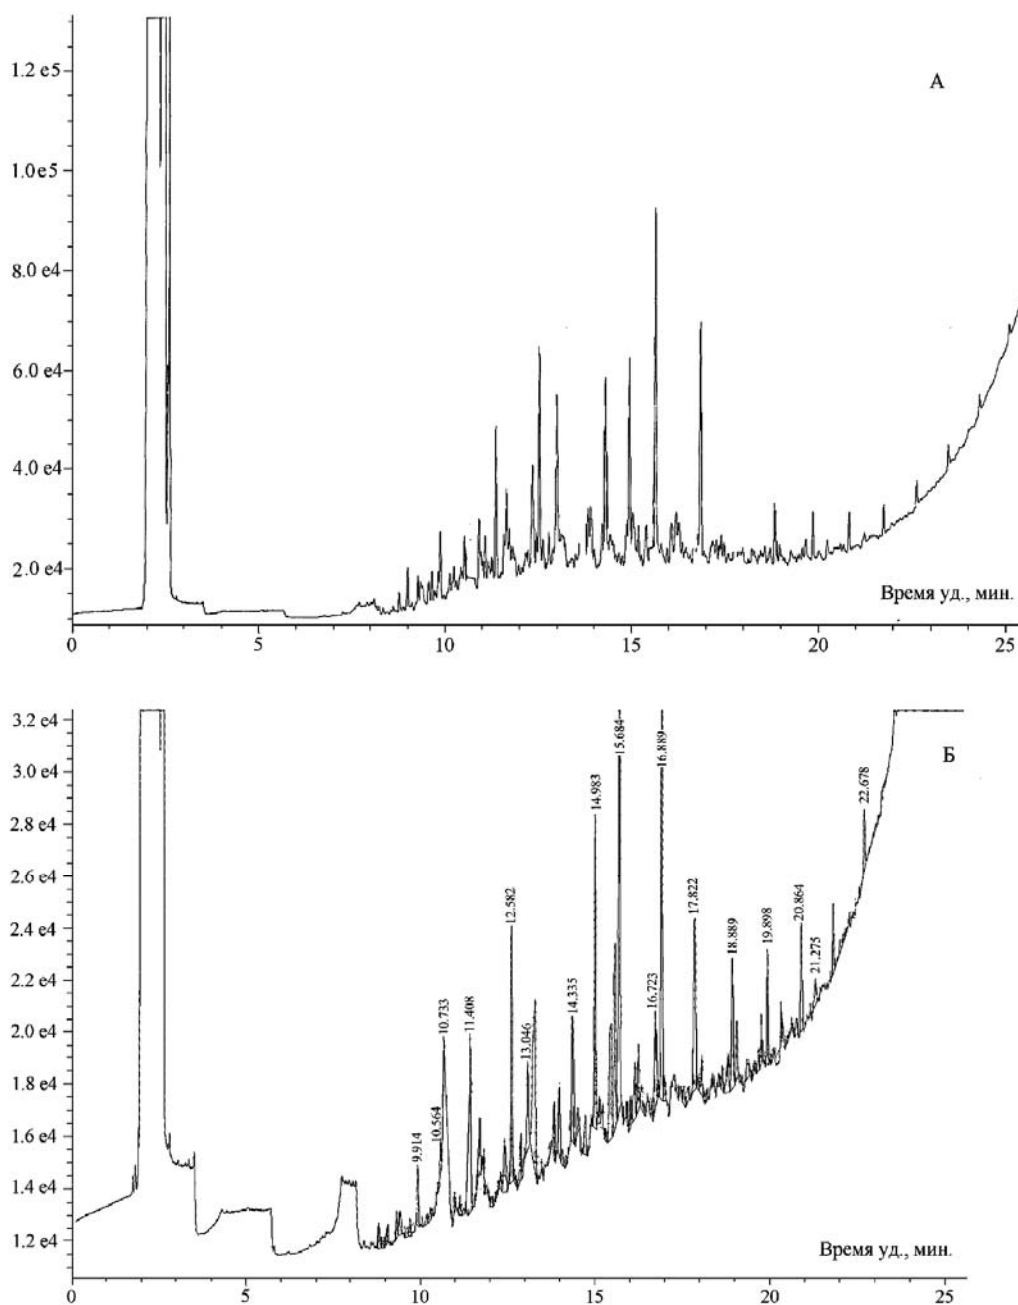 А
1.2 e5
1.0e5
8.0 e4
6.0 e4
4.0 e4
2.0 e4
Время уд., мин.
0 5 10 15 20 25
Б
3.2 e4
3.0 e4
2.8 e4
2.6 e4
2.4 e4
2.2 e4
2.0 e4
1.8 e4
1.6 e4
1.4 e4
1.2 e4
9.914
10.564
10.733
11.408
12.582
13.046
14.335
14.983
15.684
16.723
16.889
17.822
18.889
19.898
20.864
21.275
22.678
Время уд., мин.
0 5 10 15 20 25